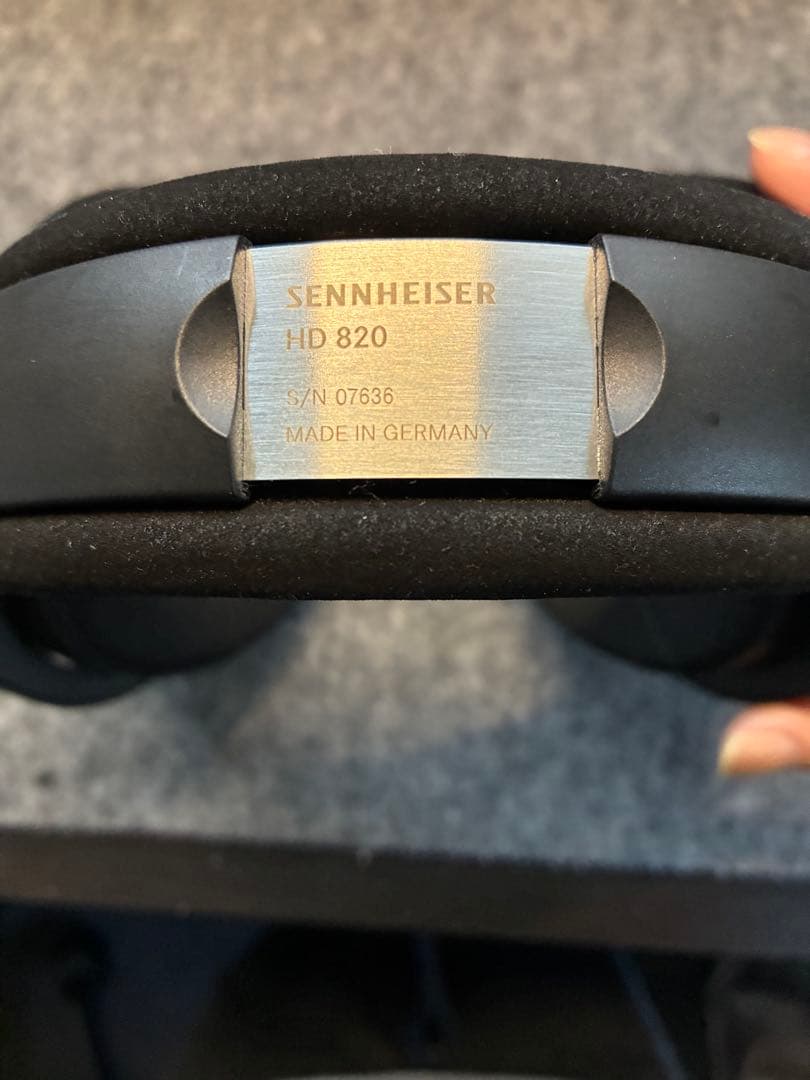 SENNHEISER
HD 820
S/N 07636
MADE IN GERMANY